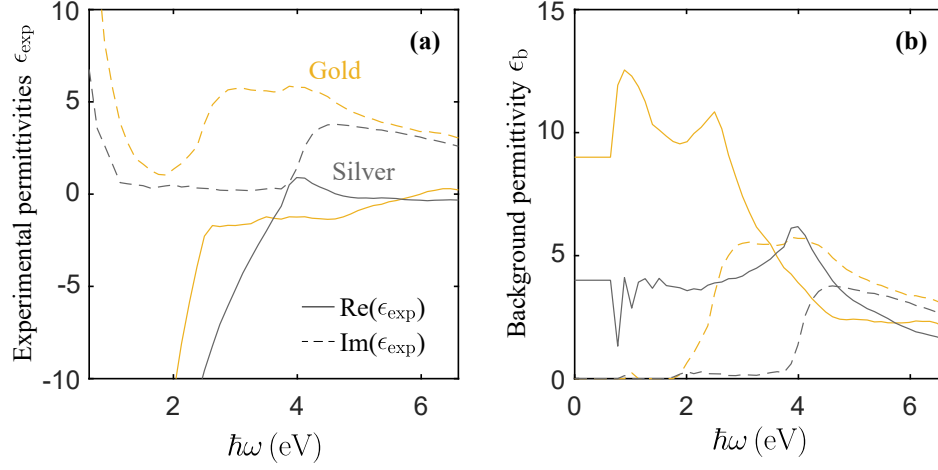 Experimental permittivities ϵexp
10
5
0
-5
-10
2
4
6
ħω (eV)
(a)
Gold
Silver
Re(ϵexp)
Im(ϵexp)
Background permittivity ϵb
15
10
5
0
0
2
4
6
ħω (eV)
(b)